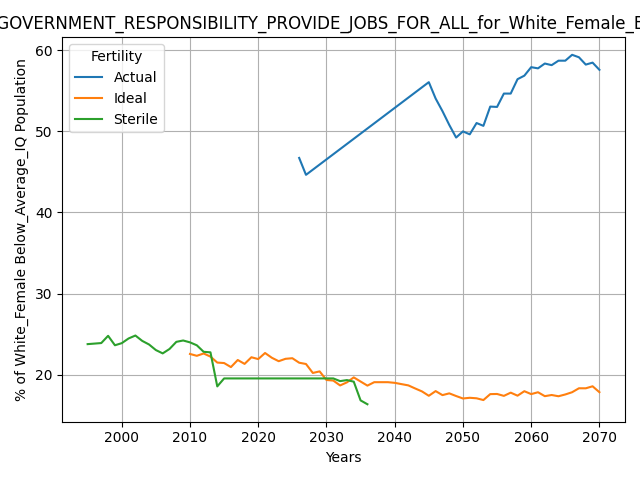 GOVERNMENT_RESPONSIBILITY_PROVIDE_JOBS_FOR_ALL_for_White_Female_
Fertility
Actual
Ideal
Sterile
% of White_Female Below_Average_IQ Population
60
50
40
30
20
2000 2010 2020 2030 2040 2050 2060 2070
Years